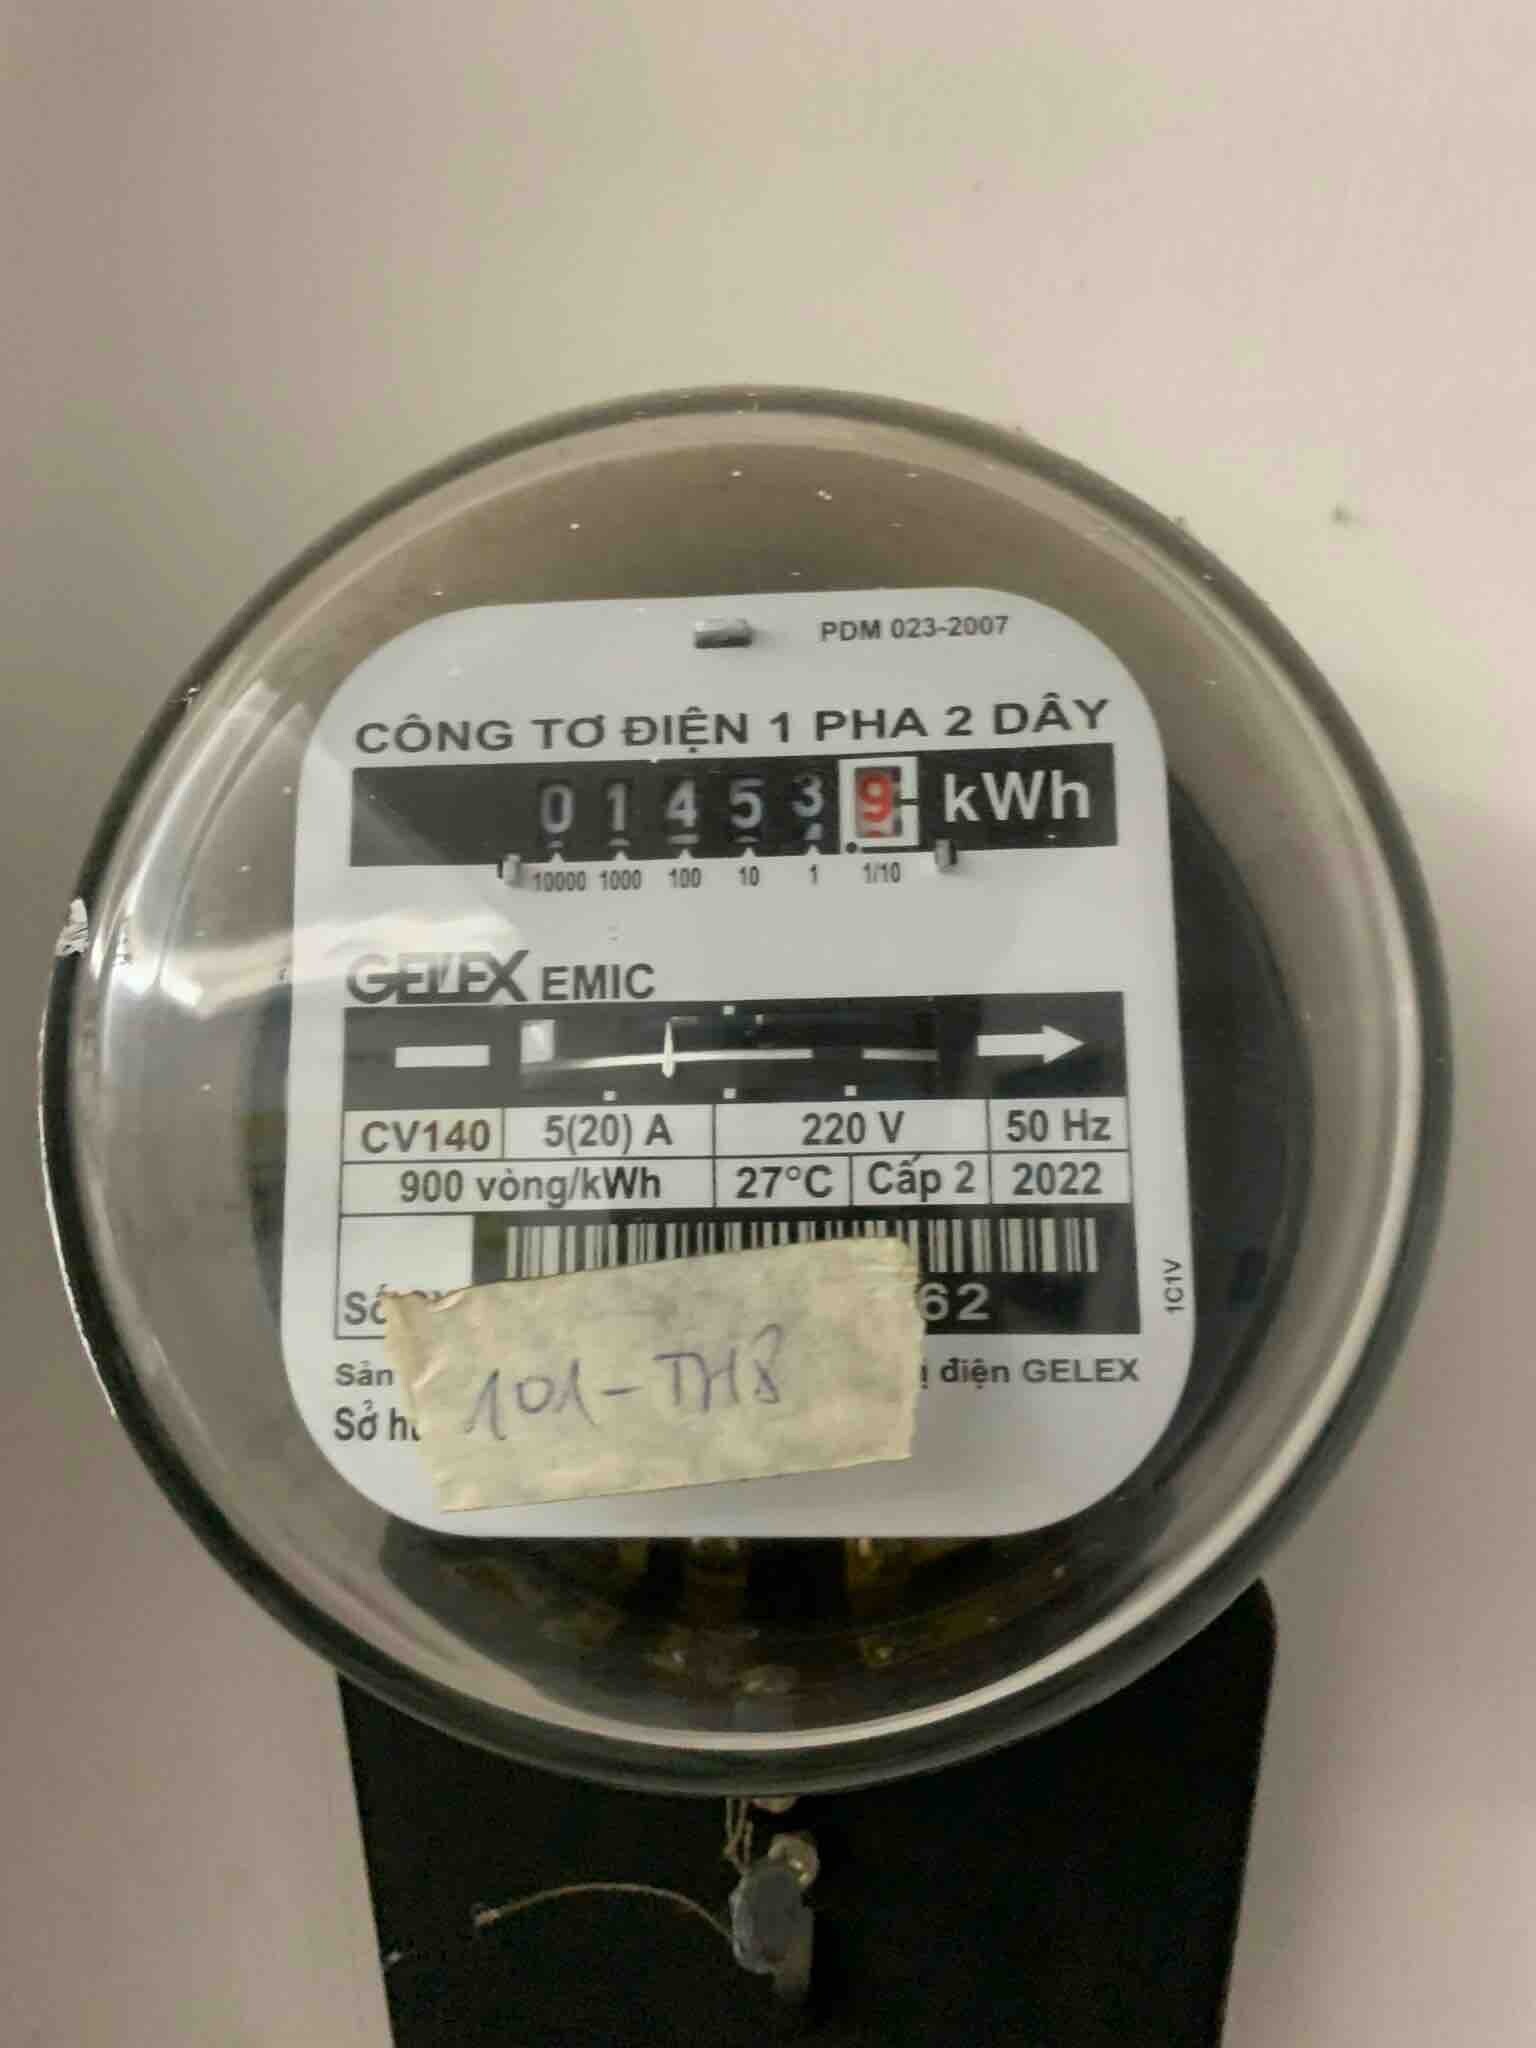 PDM 023-2007
CÔNG TƠ ĐIỆN 1 PHA 2 DÂY
0 1 4 5 3 9 kWh
10000 1000 100 10 1 1/10
GELEX EMIC
CV140 5(20) A 220 V 50 Hz
900 vòng/kWh 27°C Cấp 2 2022
62
1C1V
Sản điện GELEX
Sở
101-TH8